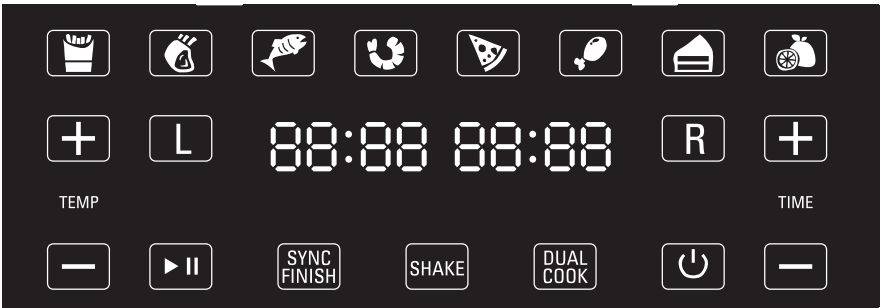 L
88:88 88:88
R
TEMP
TIME
SYNC
FINISH
SHAKE
DUAL
COOK